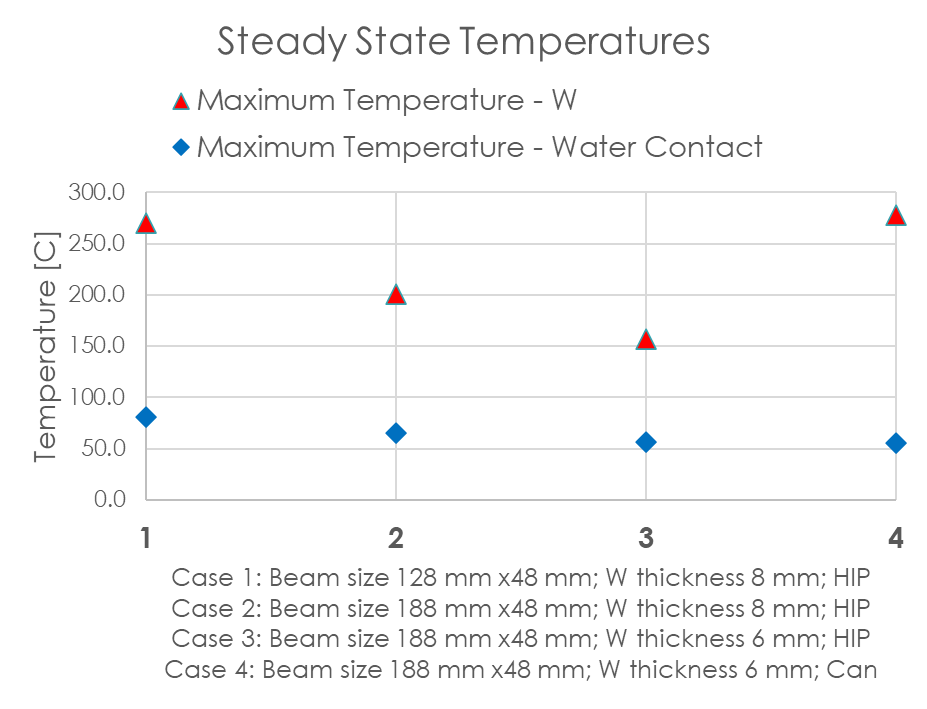 Steady State Temperatures
Maximum Temperature - W
Maximum Temperature - Water Contact
Temperature [C]
300.0
250.0
200.0
150.0
100.0
50.0
0.0
1 2 3 4
Case 1: Beam size 128 mm x48 mm; W thickness 8 mm; HIP
Case 2: Beam size 188 mm x48 mm; W thickness 8 mm; HIP
Case 3: Beam size 188 mm x48 mm; W thickness 6 mm; HIP
Case 4: Beam size 188 mm x48 mm; W thickness 6 mm; Can